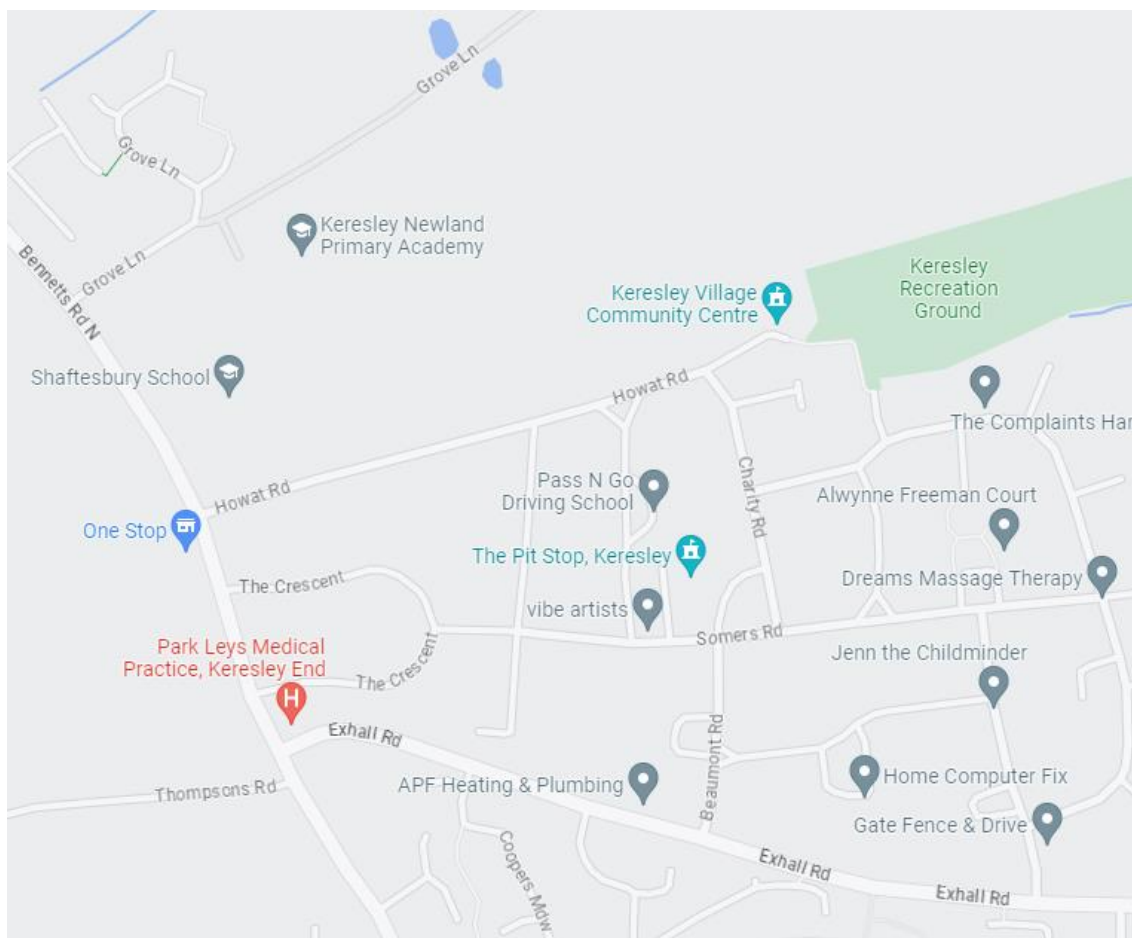 Grove Ln
Grove Ln
Keresley Newland
Primary Academy
Bennetts Rd N
Grove Ln
Keresley
Recreation
Ground
Keresley Village
Community Centre
Shaftesbury School
Howat Rd
The Complaints Har
Howat Rd
Pass N Go
Driving School
Charity Rd
Alwynne Freeman Court
One Stop
The Pit Stop, Keresley
The Crescent
Dreams Massage Therapy
vibe artists
Somers Rd
Park Leys Medical
Practice, Keresley End
H
The Crescent
Jenn the Childminder
Exhall Rd
Beaumont Rd
Thompsons Rd
APF Heating & Plumbing
Home Computer Fix
Gate Fence & Drive
Coopers Mdw
Exhall Rd
Exhall Rd